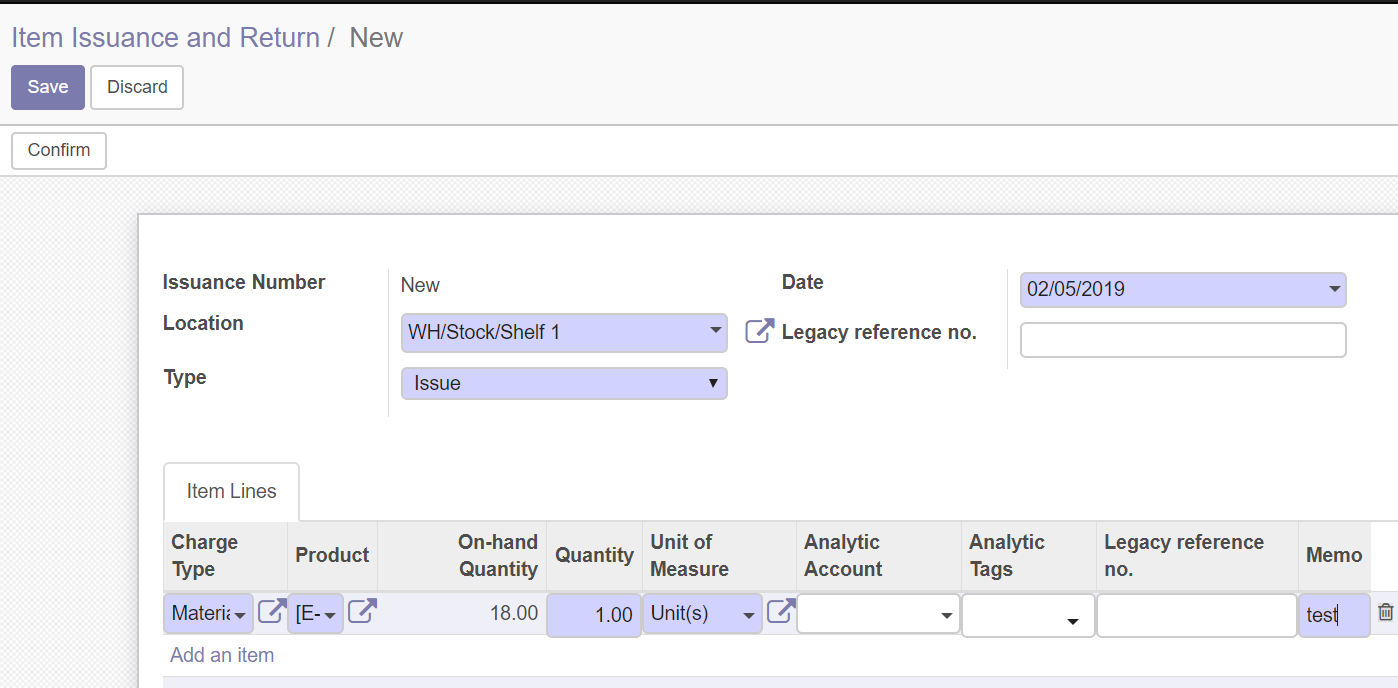 Item Issuance and Return / New
Save Discard
Confirm
Issuance Number New
Date 02/05/2019
Location WH/Stock/Shelf 1
Legacy reference no.
Type Issue
Item Lines
Charge Type Product On-hand Quantity Quantity Unit of Measure Analytic Account Analytic Tags Legacy reference no. Memo
Materia [E- 18.00 1.00 Unit(s) test
Add an item